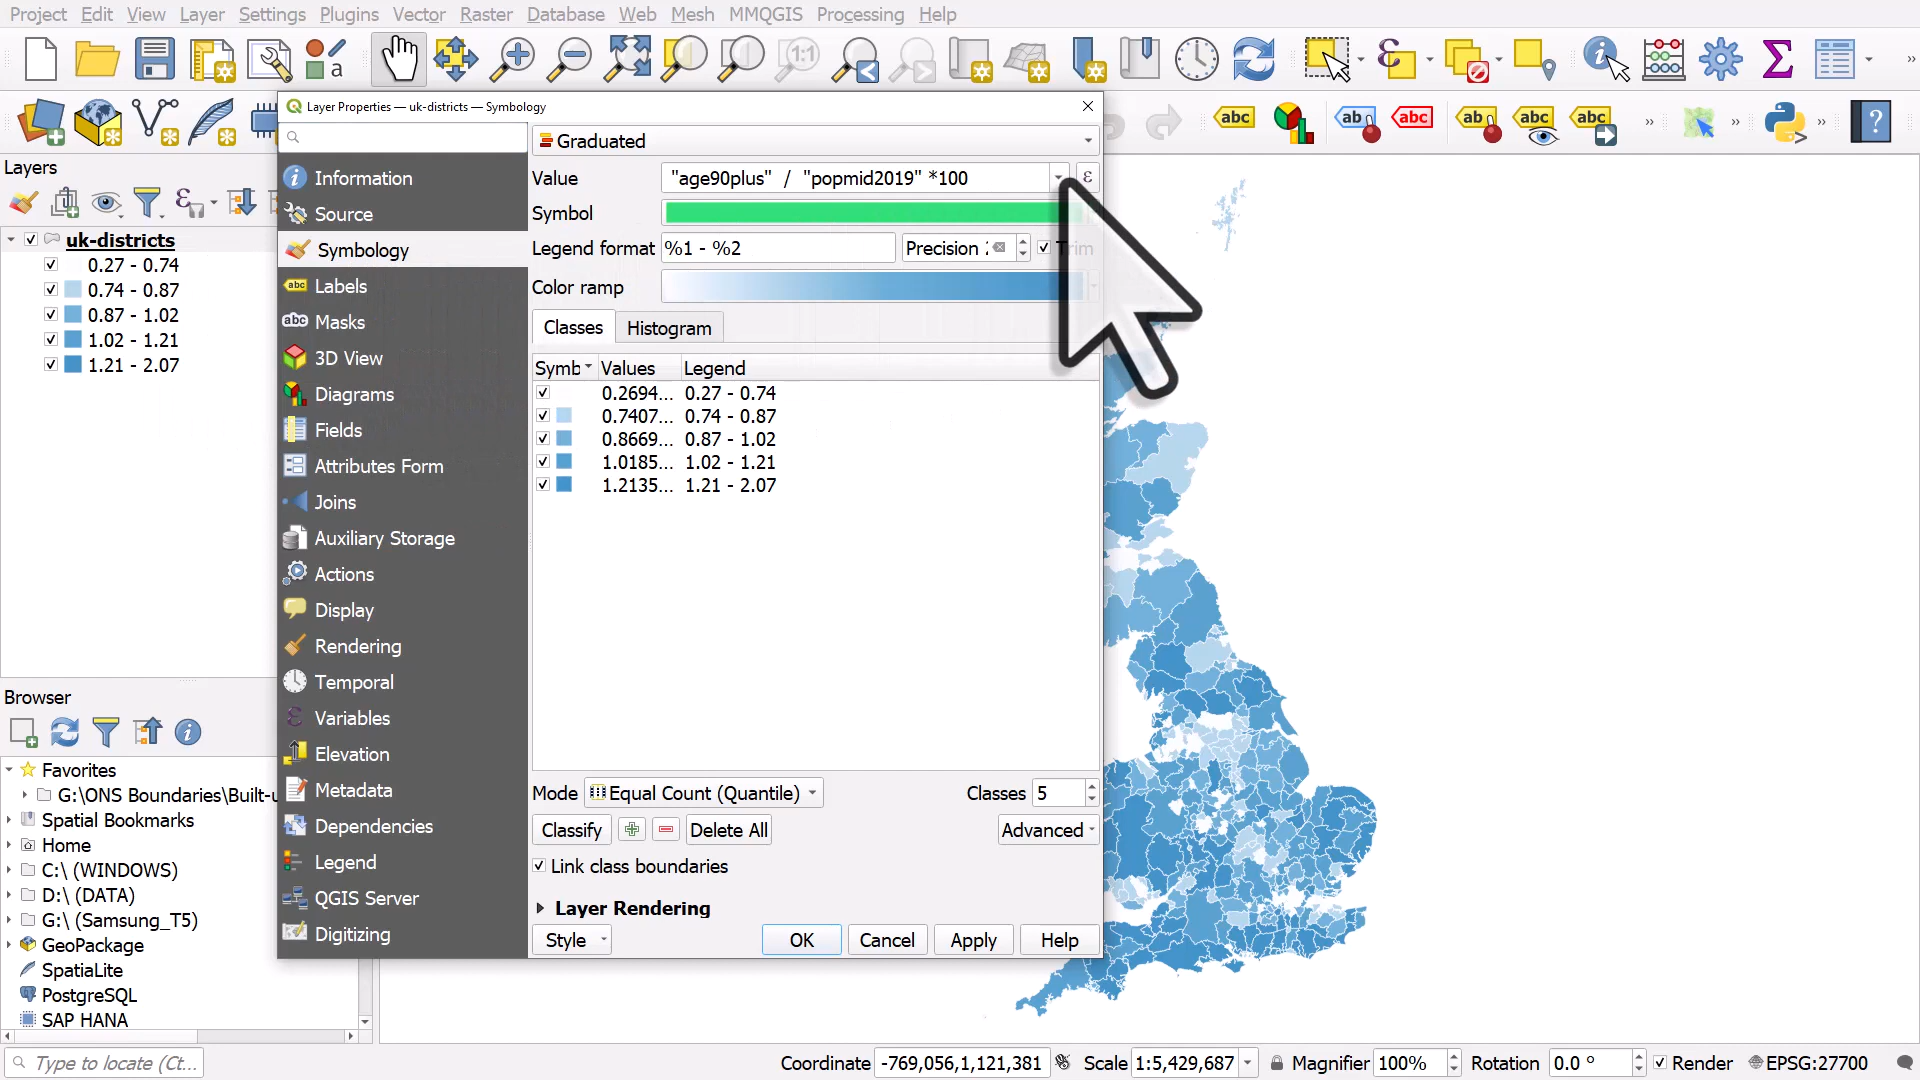 Project Edit View Layer Settings Plugins Vector Raster Database Web Mesh MMQGIS Processing Help
Layer Properties — uk-districts — Symbology
Layers
uk-districts
0.27 - 0.74
0.74 - 0.87
0.87 - 1.02
1.02 - 1.21
1.21 - 2.07
Browser
Favorites
G:\ONS Boundaries\Built-u
Spatial Bookmarks
Home
C:\ (WINDOWS)
D:\ (DATA)
G:\ (Samsung_T5)
GeoPackage
SpatiaLite
PostgreSQL
SAP HANA
Information
Source
Symbology
Labels
Masks
3D View
Diagrams
Fields
Attributes Form
Joins
Auxiliary Storage
Actions
Display
Rendering
Temporal
Variables
Elevation
Metadata
Dependencies
Legend
QGIS Server
Digitizing
Graduated
Value "age90plus" / "popmid2019" *100 ε
Symbol
Legend format %1 - %2 Precision Trim
Color ramp
Classes Histogram
Symb Values Legend
0.2694... 0.27 - 0.74
0.7407... 0.74 - 0.87
0.8669... 0.87 - 1.02
1.0185... 1.02 - 1.21
1.2135... 1.21 - 2.07
Mode Equal Count (Quantile) Classes 5
Classify Delete All Advanced
Link class boundaries
Layer Rendering
Style OK Cancel Apply Help
Type to locate (Ct... Coordinate -769,056,1,121,381 Scale 1:5,429,687 Magnifier 100% Rotation 0.0 ° Render EPSG:27700